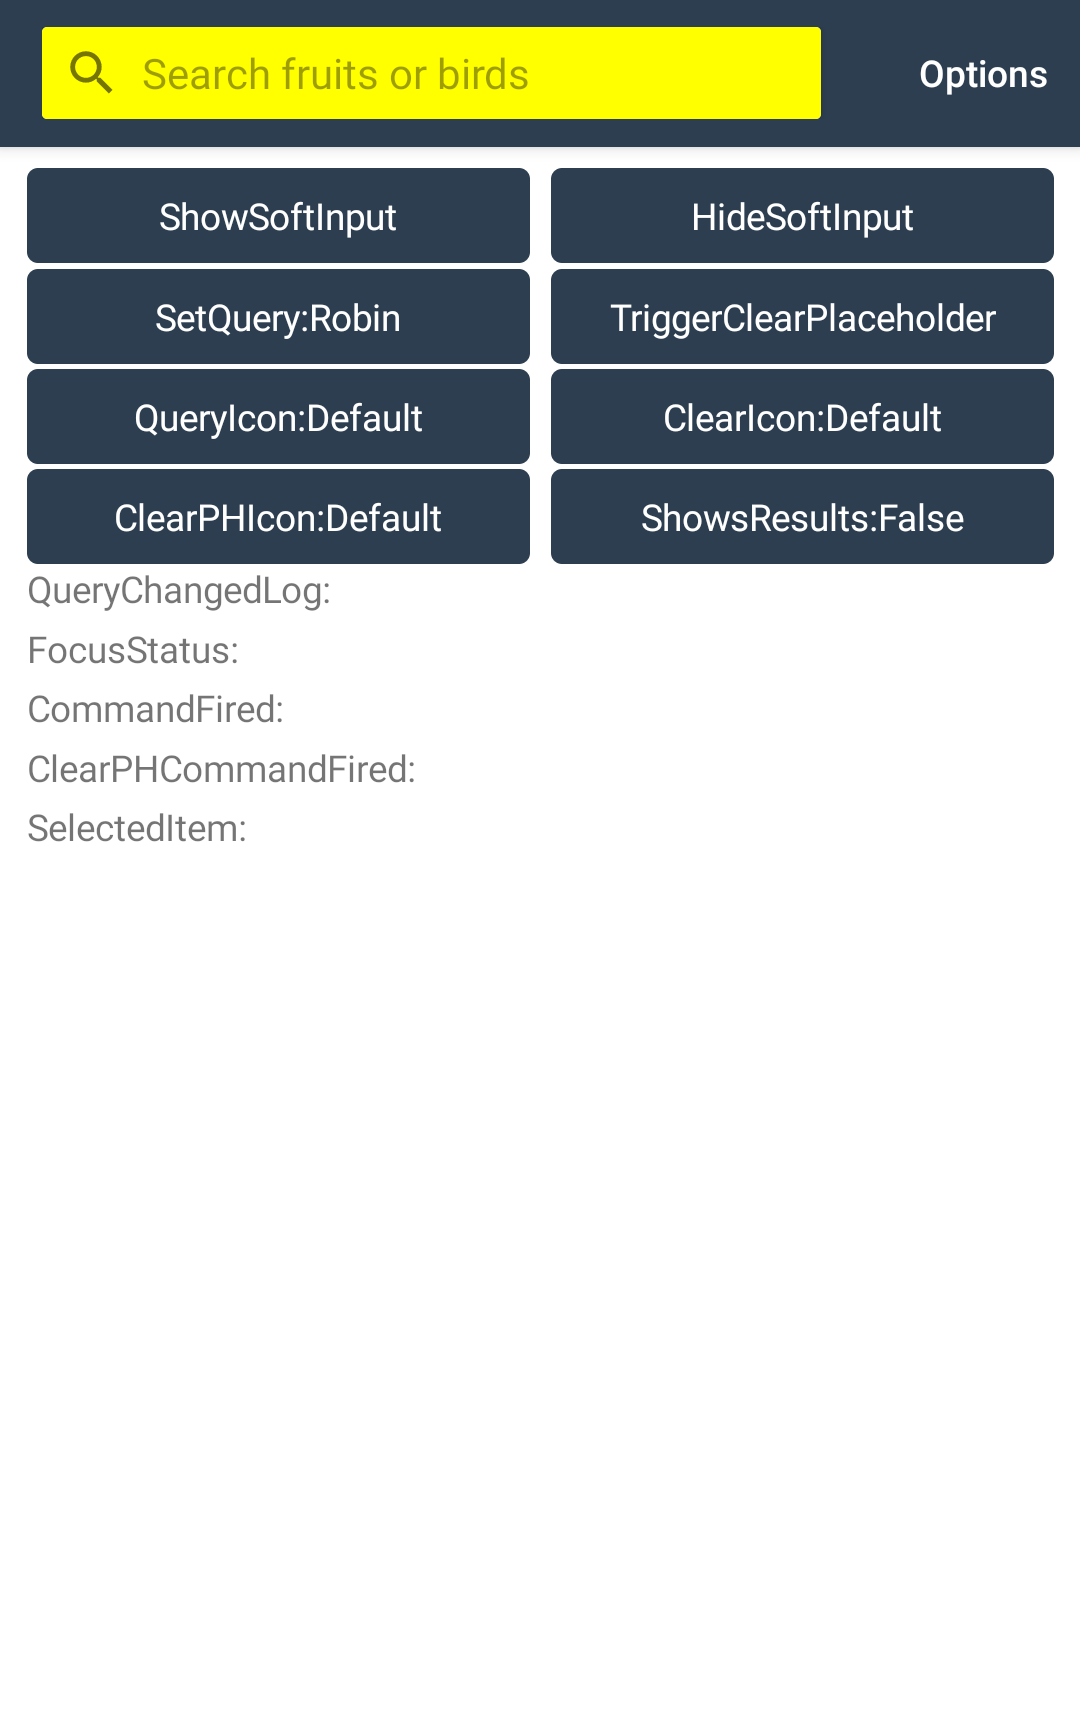 Search fruits or birds
Options
ShowSoftInput
HideSoftInput
SetQuery:Robin
TriggerClearPlaceholder
QueryIcon:Default
ClearIcon:Default
ClearPHIcon:Default
ShowsResults:False
QueryChangedLog:
FocusStatus:
CommandFired:
ClearPHCommandFired:
SelectedItem: